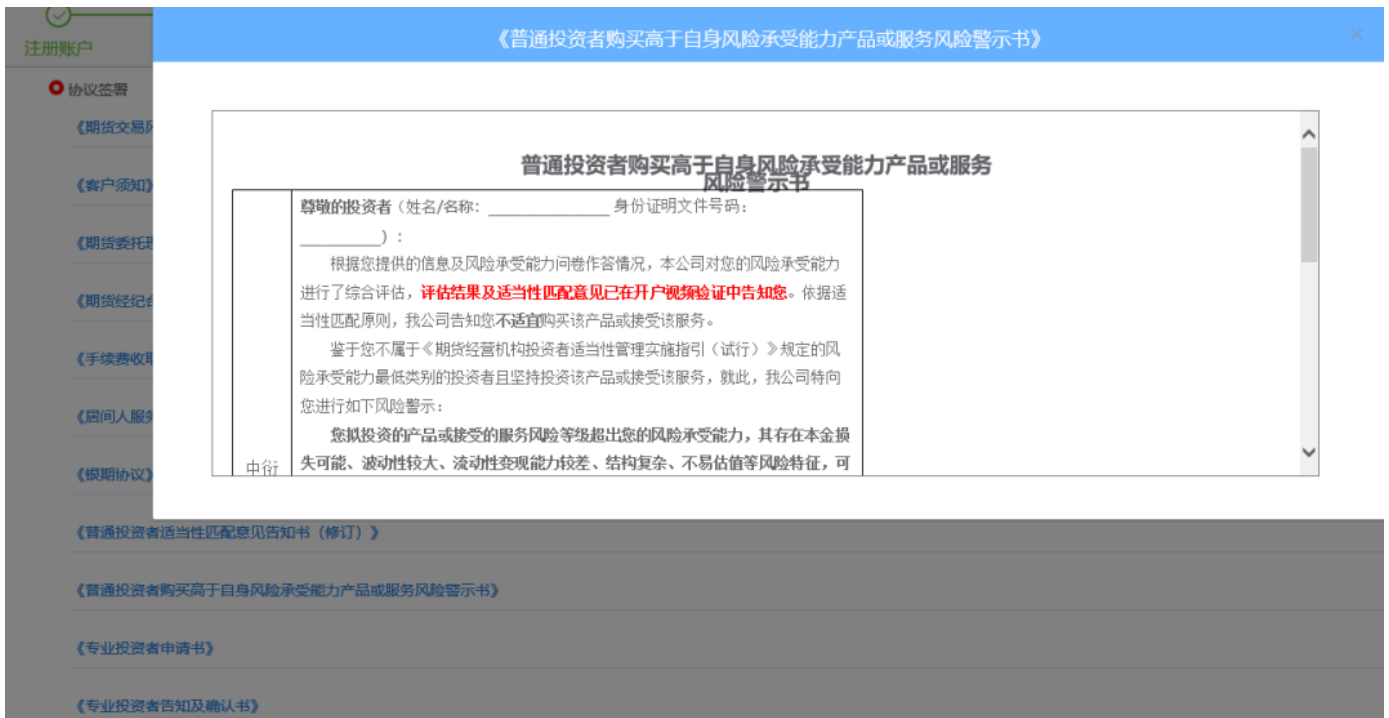 注册账户
《普通投资者购买高于自身风险承受能力产品或服务风险警示书》
×
协议签署
《期货交易风
《客户须知》
《期货委托理
《期货经纪合
《手续费收取
《居间人服务
《银期协议》
普通投资者购买高于自身风险承受能力产品或服务
风险警示书
尊敬的投资者（姓名/名称：______________ 身份证明文件号码：
__________）：
根据您提供的信息及风险承受能力问卷作答情况，本公司对您的风险承受能力
进行了综合评估，评估结果及适当性匹配意见已在开户视频验证中告知您。依据适
当性匹配原则，我公司告知您不适宜购买该产品或接受该服务。
鉴于您不属于《期货经营机构投资者适当性管理实施指引（试行）》规定的风
险承受能力最低类别的投资者且坚持投资该产品或接受该服务，就此，我公司特向
您进行如下风险警示：
您拟投资的产品或接受的服务风险等级超出您的风险承受能力，其存在本金损
中衍
失可能、波动性较大、流动性变现能力较差、结构复杂、不易估值等风险特征，可
《普通投资者适当性匹配意见告知书（修订）》
《普通投资者购买高于自身风险承受能力产品或服务风险警示书》
《专业投资者申请书》
《专业投资者告知及确认书》